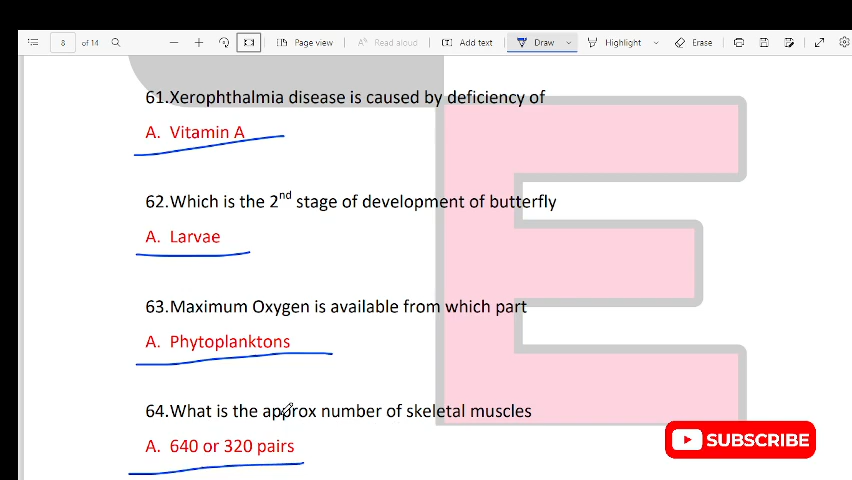 8 of 14 Page view Read aloud Add text Draw Highlight Erase
61.Xerophthalmia disease is caused by deficiency of
A. Vitamin A
62.Which is the 2nd stage of development of butterfly
A. Larvae
63.Maximum Oxygen is available from which part
A. Phytoplanktons
64.What is the approx number of skeletal muscles
A. 640 or 320 pairs
SUBSCRIBE